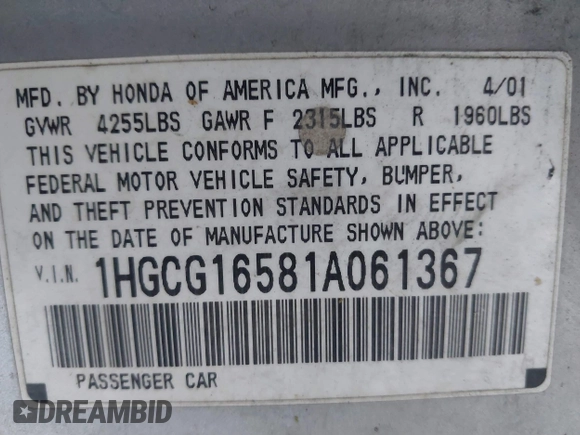 MFD. BY HONDA OF AMERICA MFG., INC. 4/01
GVWR 4255LBS GAWR F 2315LBS R 1960LBS
THIS VEHICLE CONFORMS TO ALL APPLICABLE
FEDERAL MOTOR VEHICLE SAFETY, BUMPER,
AND THEFT PREVENTION STANDARDS IN EFFECT
ON THE DATE OF MANUFACTURE SHOWN ABOVE:
V.I.N. 1HGCG16581A061367
PASSENGER CAR
DREAMBID